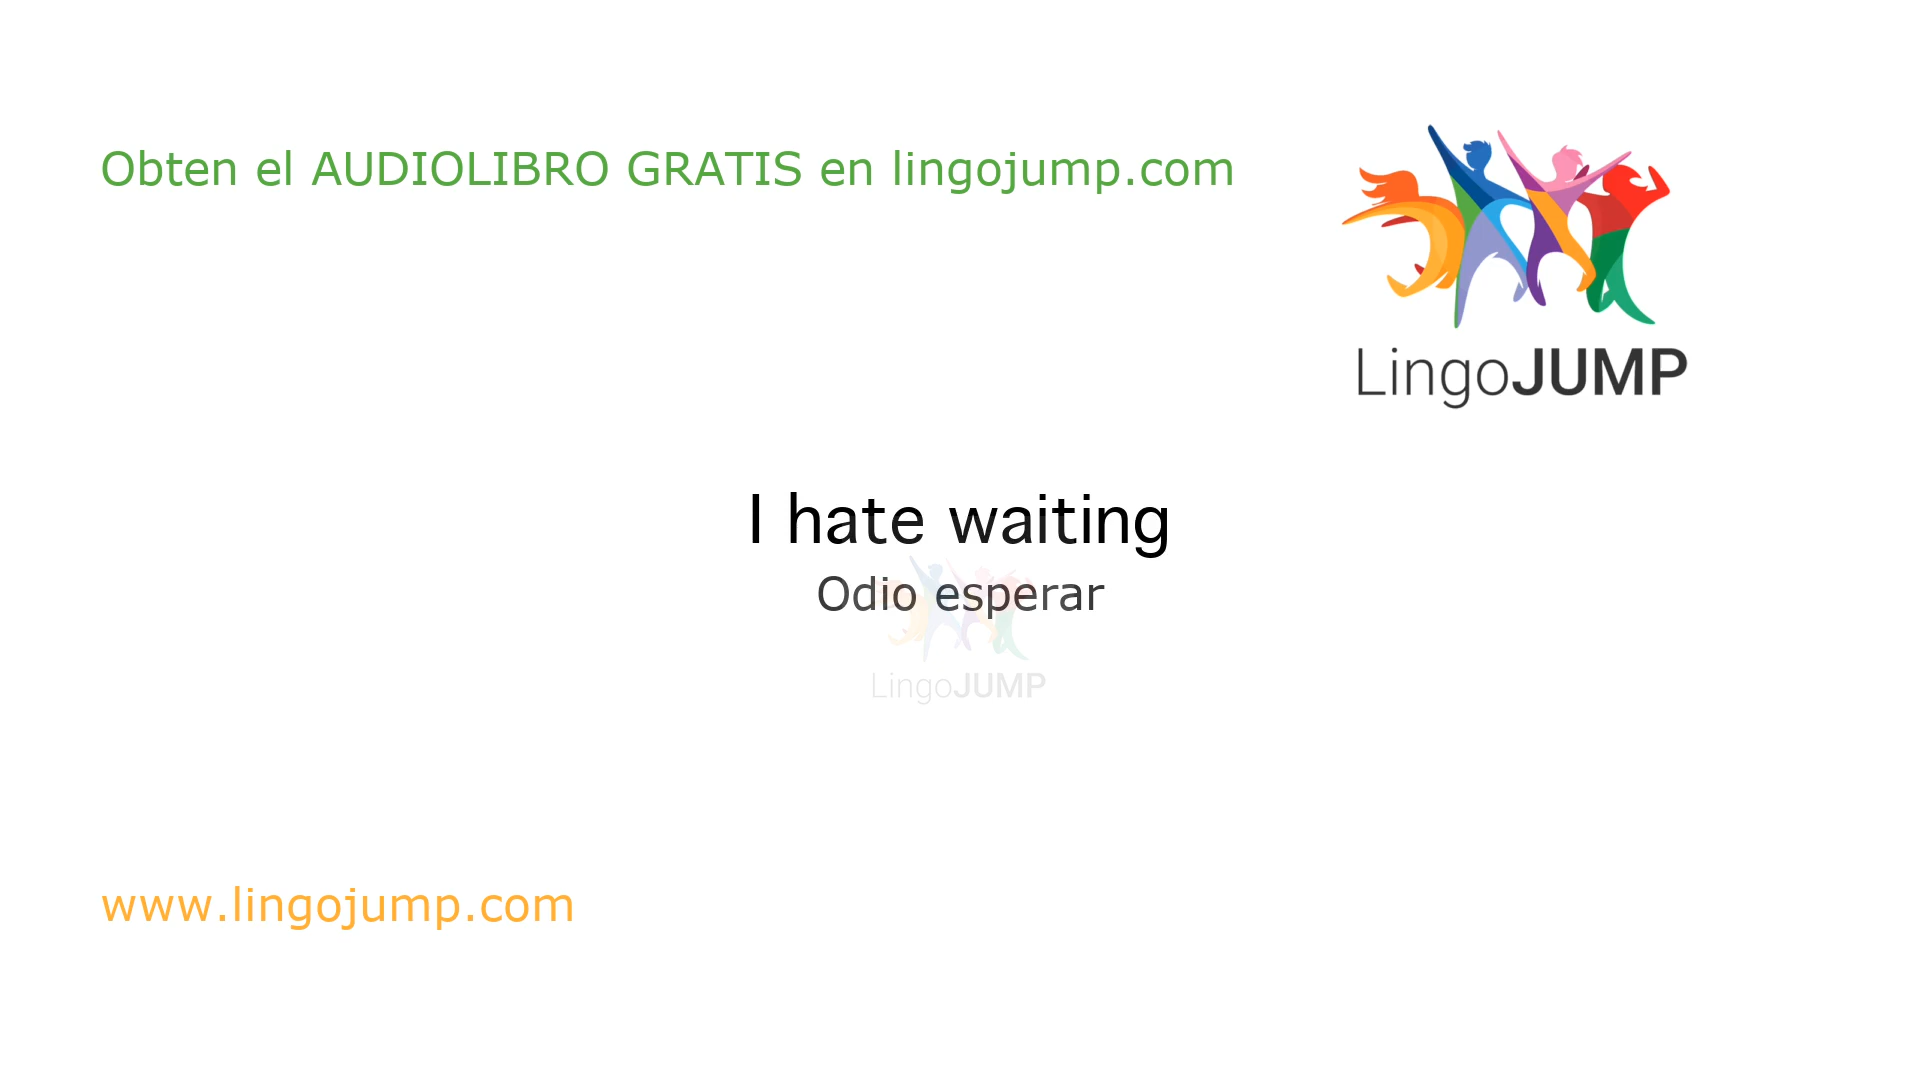 Obten el AUDIOLIBRO GRATIS en lingojump.com
LingoJUMP
I hate waiting
Odio esperar
LingoJUMP
www.lingojump.com